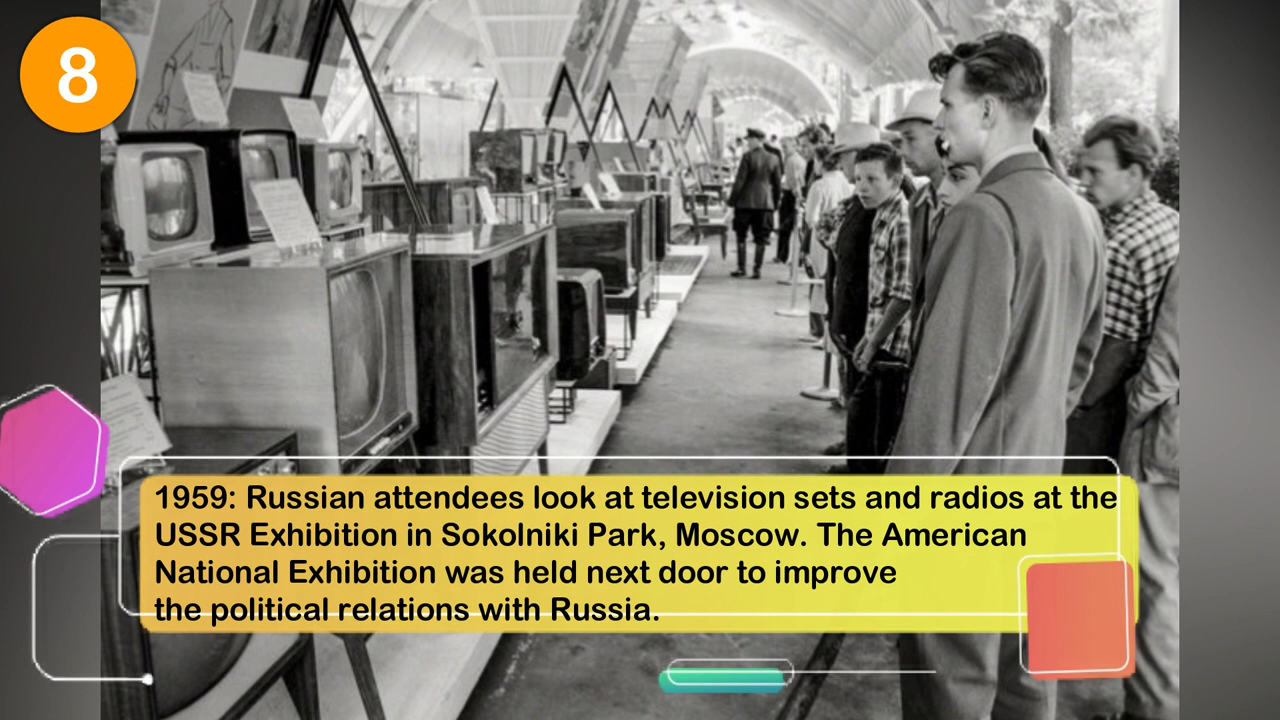 8
1959: Russian attendees look at television sets and radios at the
USSR Exhibition in Sokolniki Park, Moscow. The American
National Exhibition was held next door to improve
the political relations with Russia.